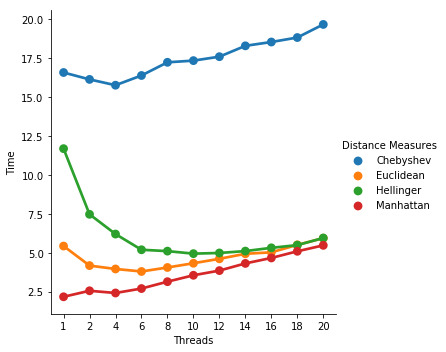 20.0
17.5
15.0
12.5
10.0
7.5
5.0
2.5
Time
1 2 4 6 8 10 12 14 16 18 20
Threads
Distance Measures
Chebyshev
Euclidean
Hellinger
Manhattan